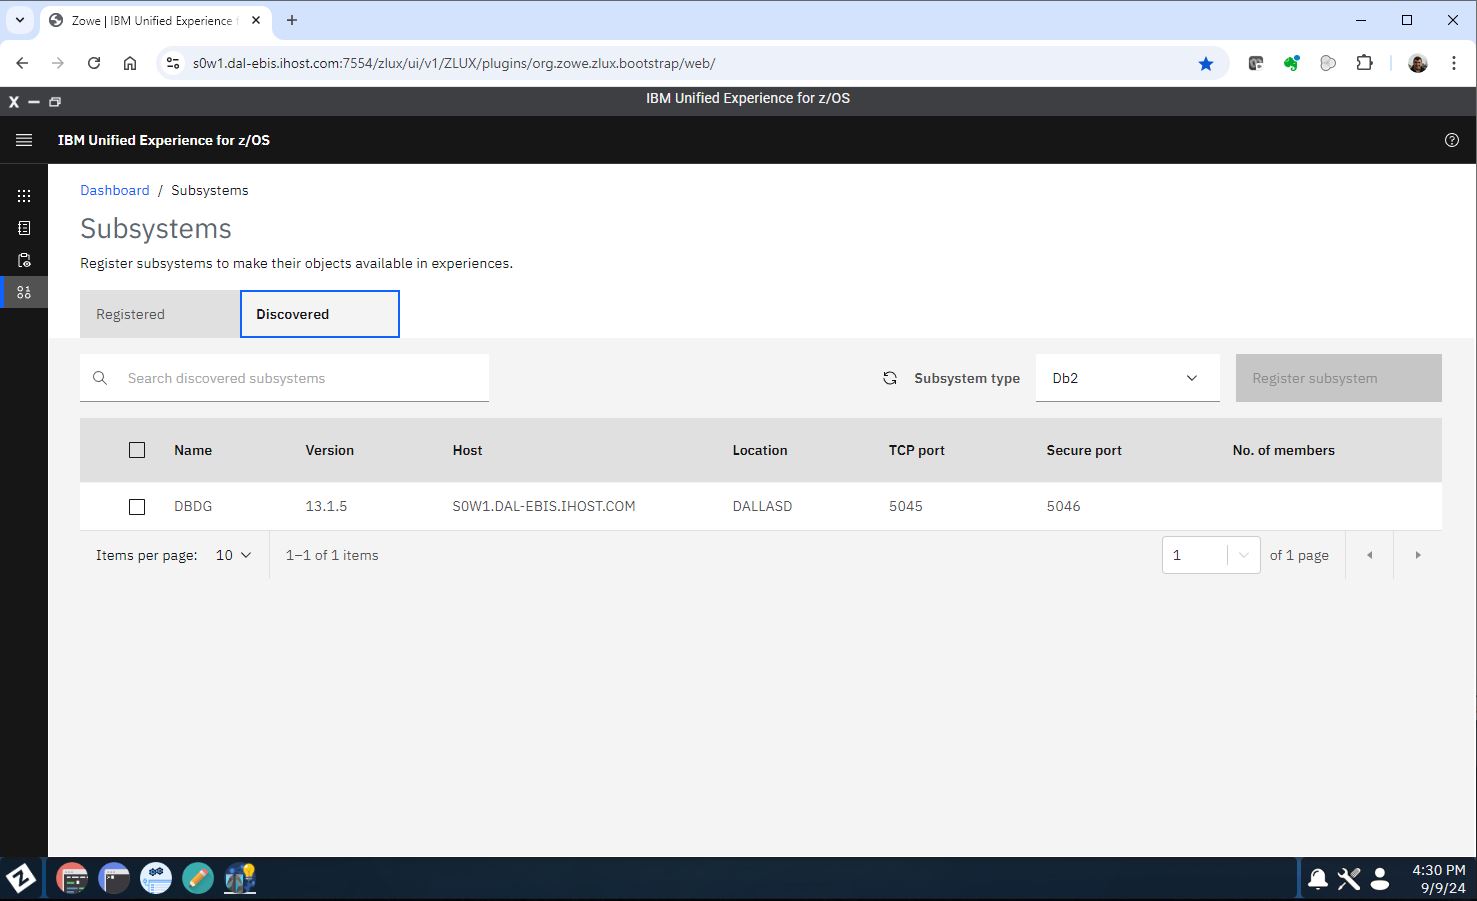 Zowe | IBM Unified Experience f
s0w1.dal-ebis.ihost.com:7554/zlux/ui/v1/ZLUX/plugins/org.zowe.zlux.bootstrap/web/
IBM Unified Experience for z/OS
IBM Unified Experience for z/OS
Dashboard / Subsystems
Subsystems
Register subsystems to make their objects available in experiences.
Registered Discovered
Search discovered subsystems Subsystem type Db2 Register subsystem
Name Version Host Location TCP port Secure port No. of members
DBDG 13.1.5 S0W1.DAL-EBIS.IHOST.COM DALLASD 5045 5046
Items per page: 10 1–1 of 1 items 1 of 1 page
4:30 PM
9/9/24